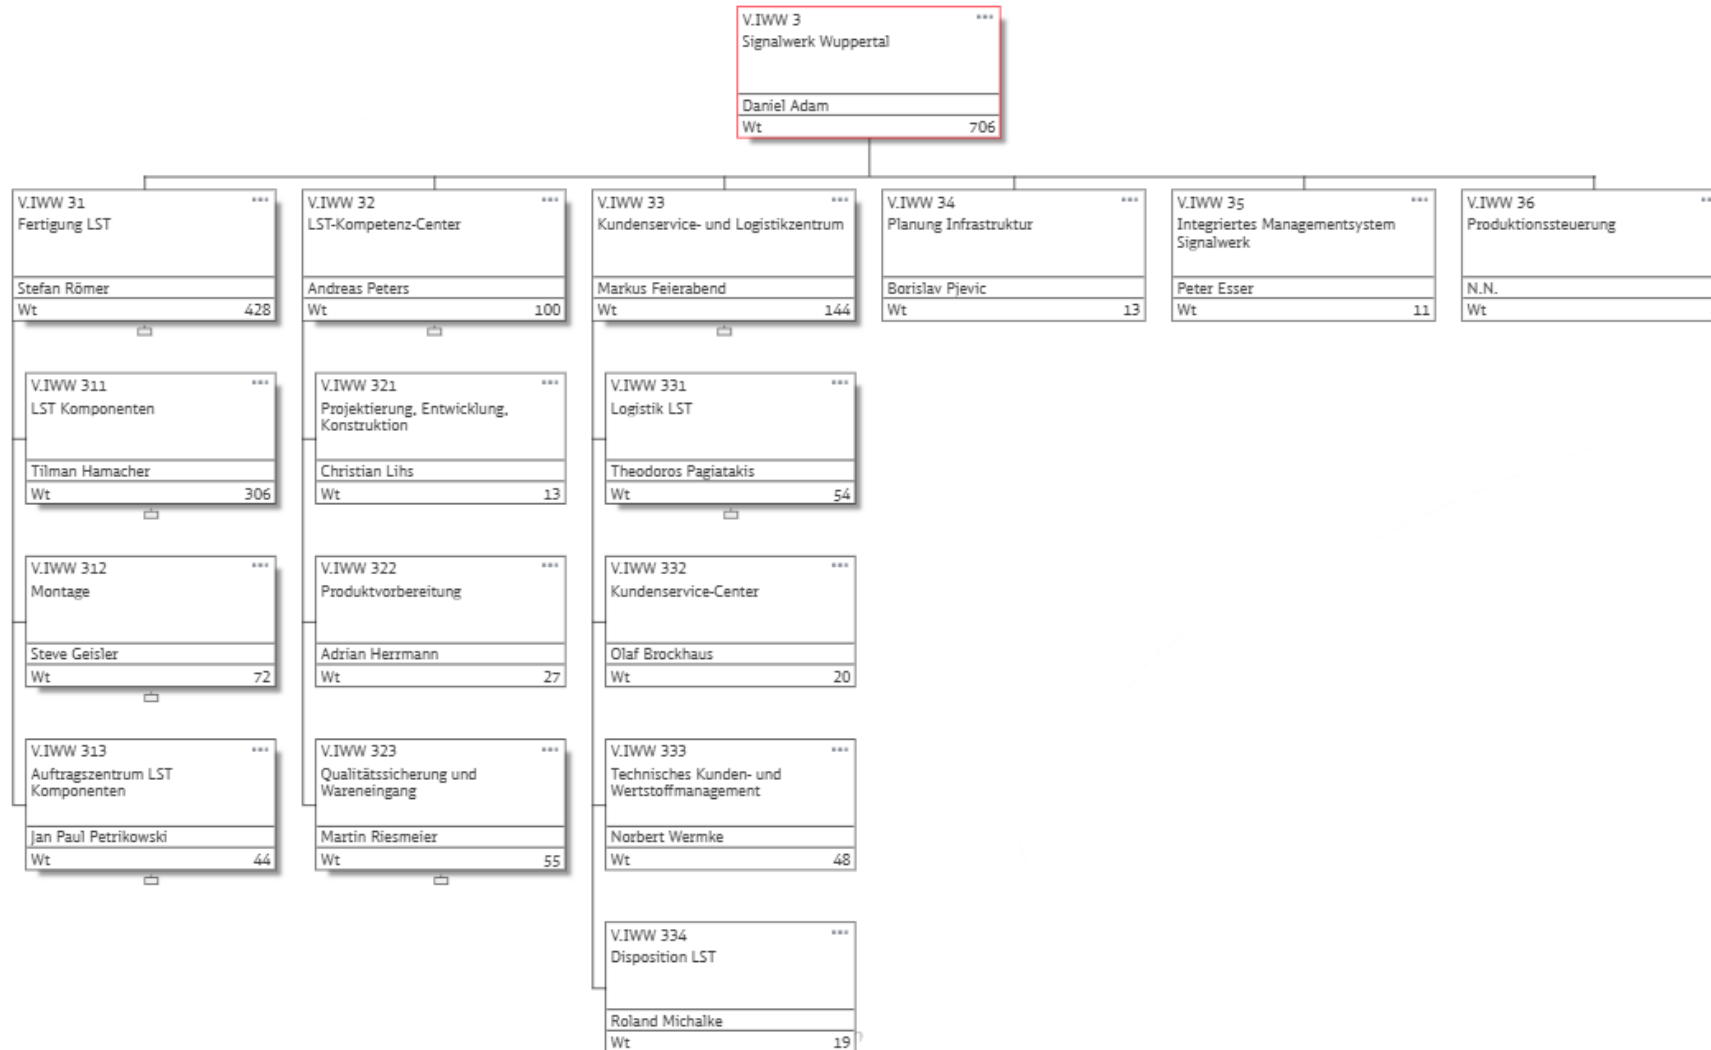 V.IWW 3
Signalwerk Wuppertal
Daniel Adam
Wt 706
V.IWW 31
Fertigung LST
Stefan Römer
Wt 428
V.IWW 32
LST-Kompetenz-Center
Andreas Peters
Wt 100
V.IWW 33
Kundenservice- und Logistikzentrum
Markus Feierabend
Wt 144
V.IWW 34
Planung Infrastruktur
Borislav Pjevic
Wt 13
V.IWW 35
Integriertes Managementsystem
Signalwerk
Peter Esser
Wt 11
V.IWW 36
Produktionssteuerung
N.N.
Wt
V.IWW 311
LST Komponenten
Tilman Hamacher
Wt 306
V.IWW 312
Montage
Steve Geisler
Wt 72
V.IWW 313
Auftragszentrum LST
Komponenten
Jan Paul Petrikowski
Wt 44
V.IWW 321
Projektierung, Entwicklung,
Konstruktion
Christian Lihs
Wt 13
V.IWW 322
Produktvorbereitung
Adrian Herrmann
Wt 27
V.IWW 323
Qualitätssicherung und
Wareneingang
Martin Riesmeier
Wt 55
V.IWW 331
Logistik LST
Theodoros Pagiatakis
Wt 54
V.IWW 332
Kundenservice-Center
Olaf Brockhaus
Wt 20
V.IWW 333
Technisches Kunden- und
Wertstoffmanagement
Norbert Wermke
Wt 48
V.IWW 334
Disposition LST
Roland Michalke
Wt 19